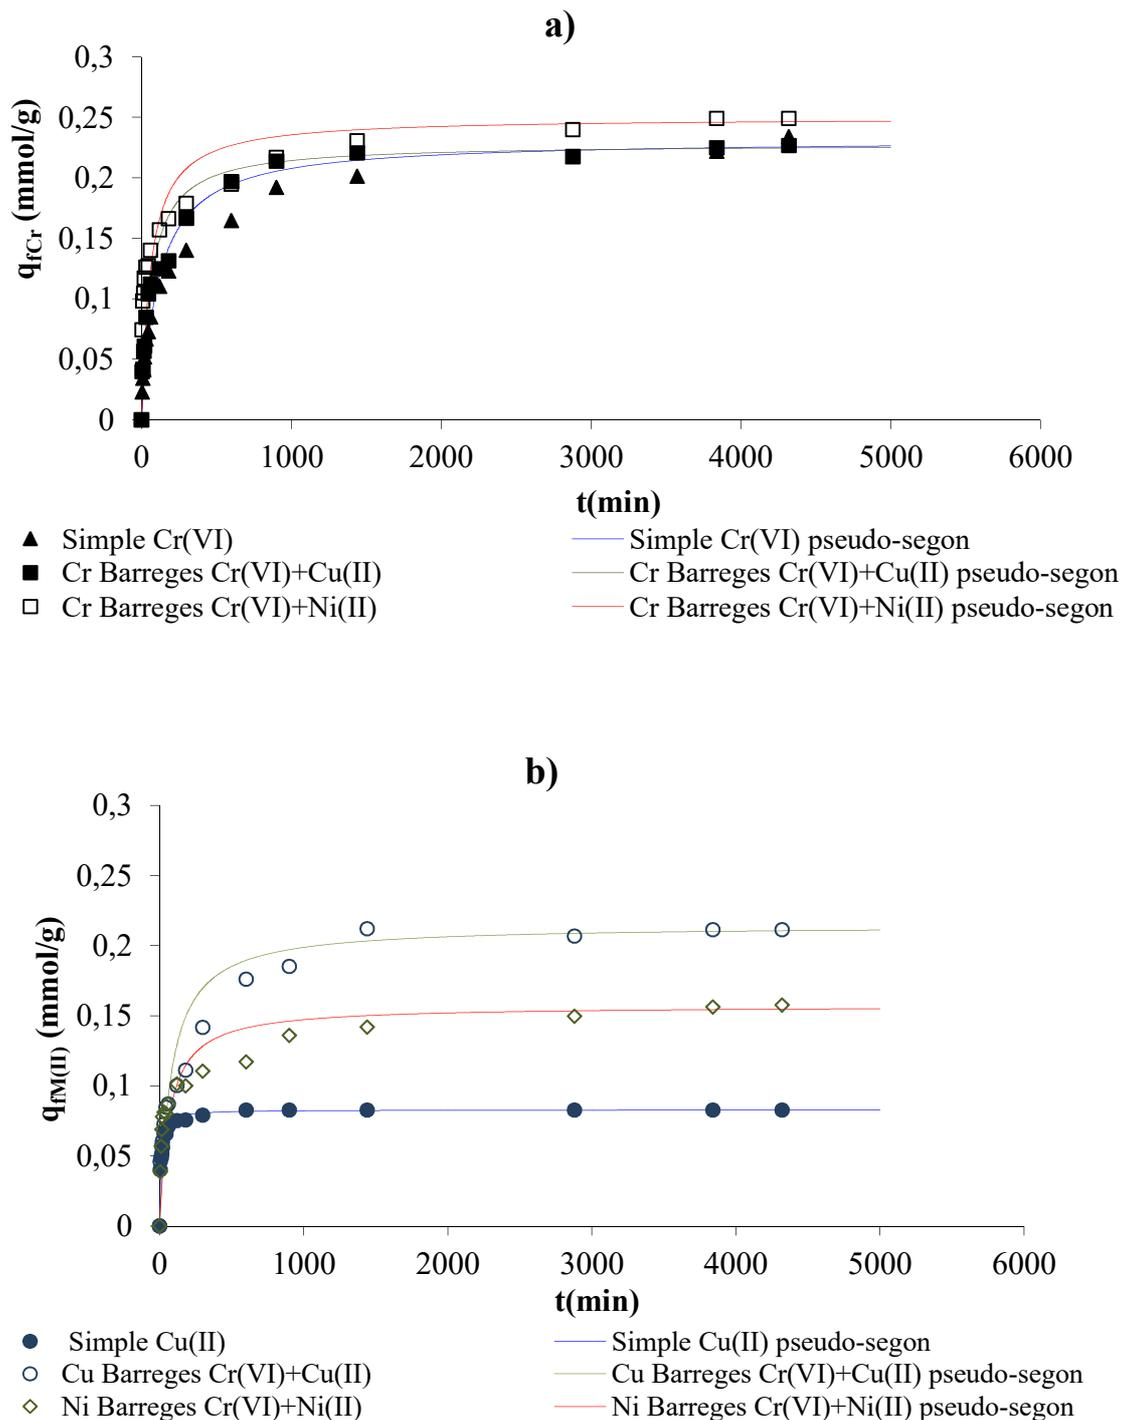 a)
0,3
0,25
0,2
0,15
0,1
0,05
0
qfCr (mmol/g)
0 1000 2000 3000 4000 5000 6000
t(min)
Simple Cr(VI) Simple Cr(VI) pseudo-segon
Cr Barreges Cr(VI)+Cu(II) Cr Barreges Cr(VI)+Cu(II) pseudo-segon
Cr Barreges Cr(VI)+Ni(II) Cr Barreges Cr(VI)+Ni(II) pseudo-segon
b)
0,3
0,25
0,2
0,15
0,1
0,05
0
qfM(II) (mmol/g)
0 1000 2000 3000 4000 5000 6000
t(min)
Simple Cu(II) Simple Cu(II) pseudo-segon
Cu Barreges Cr(VI)+Cu(II) Cu Barreges Cr(VI)+Cu(II) pseudo-segon
Ni Barreges Cr(VI)+Ni(II) Ni Barreges Cr(VI)+Ni(II) pseudo-segon